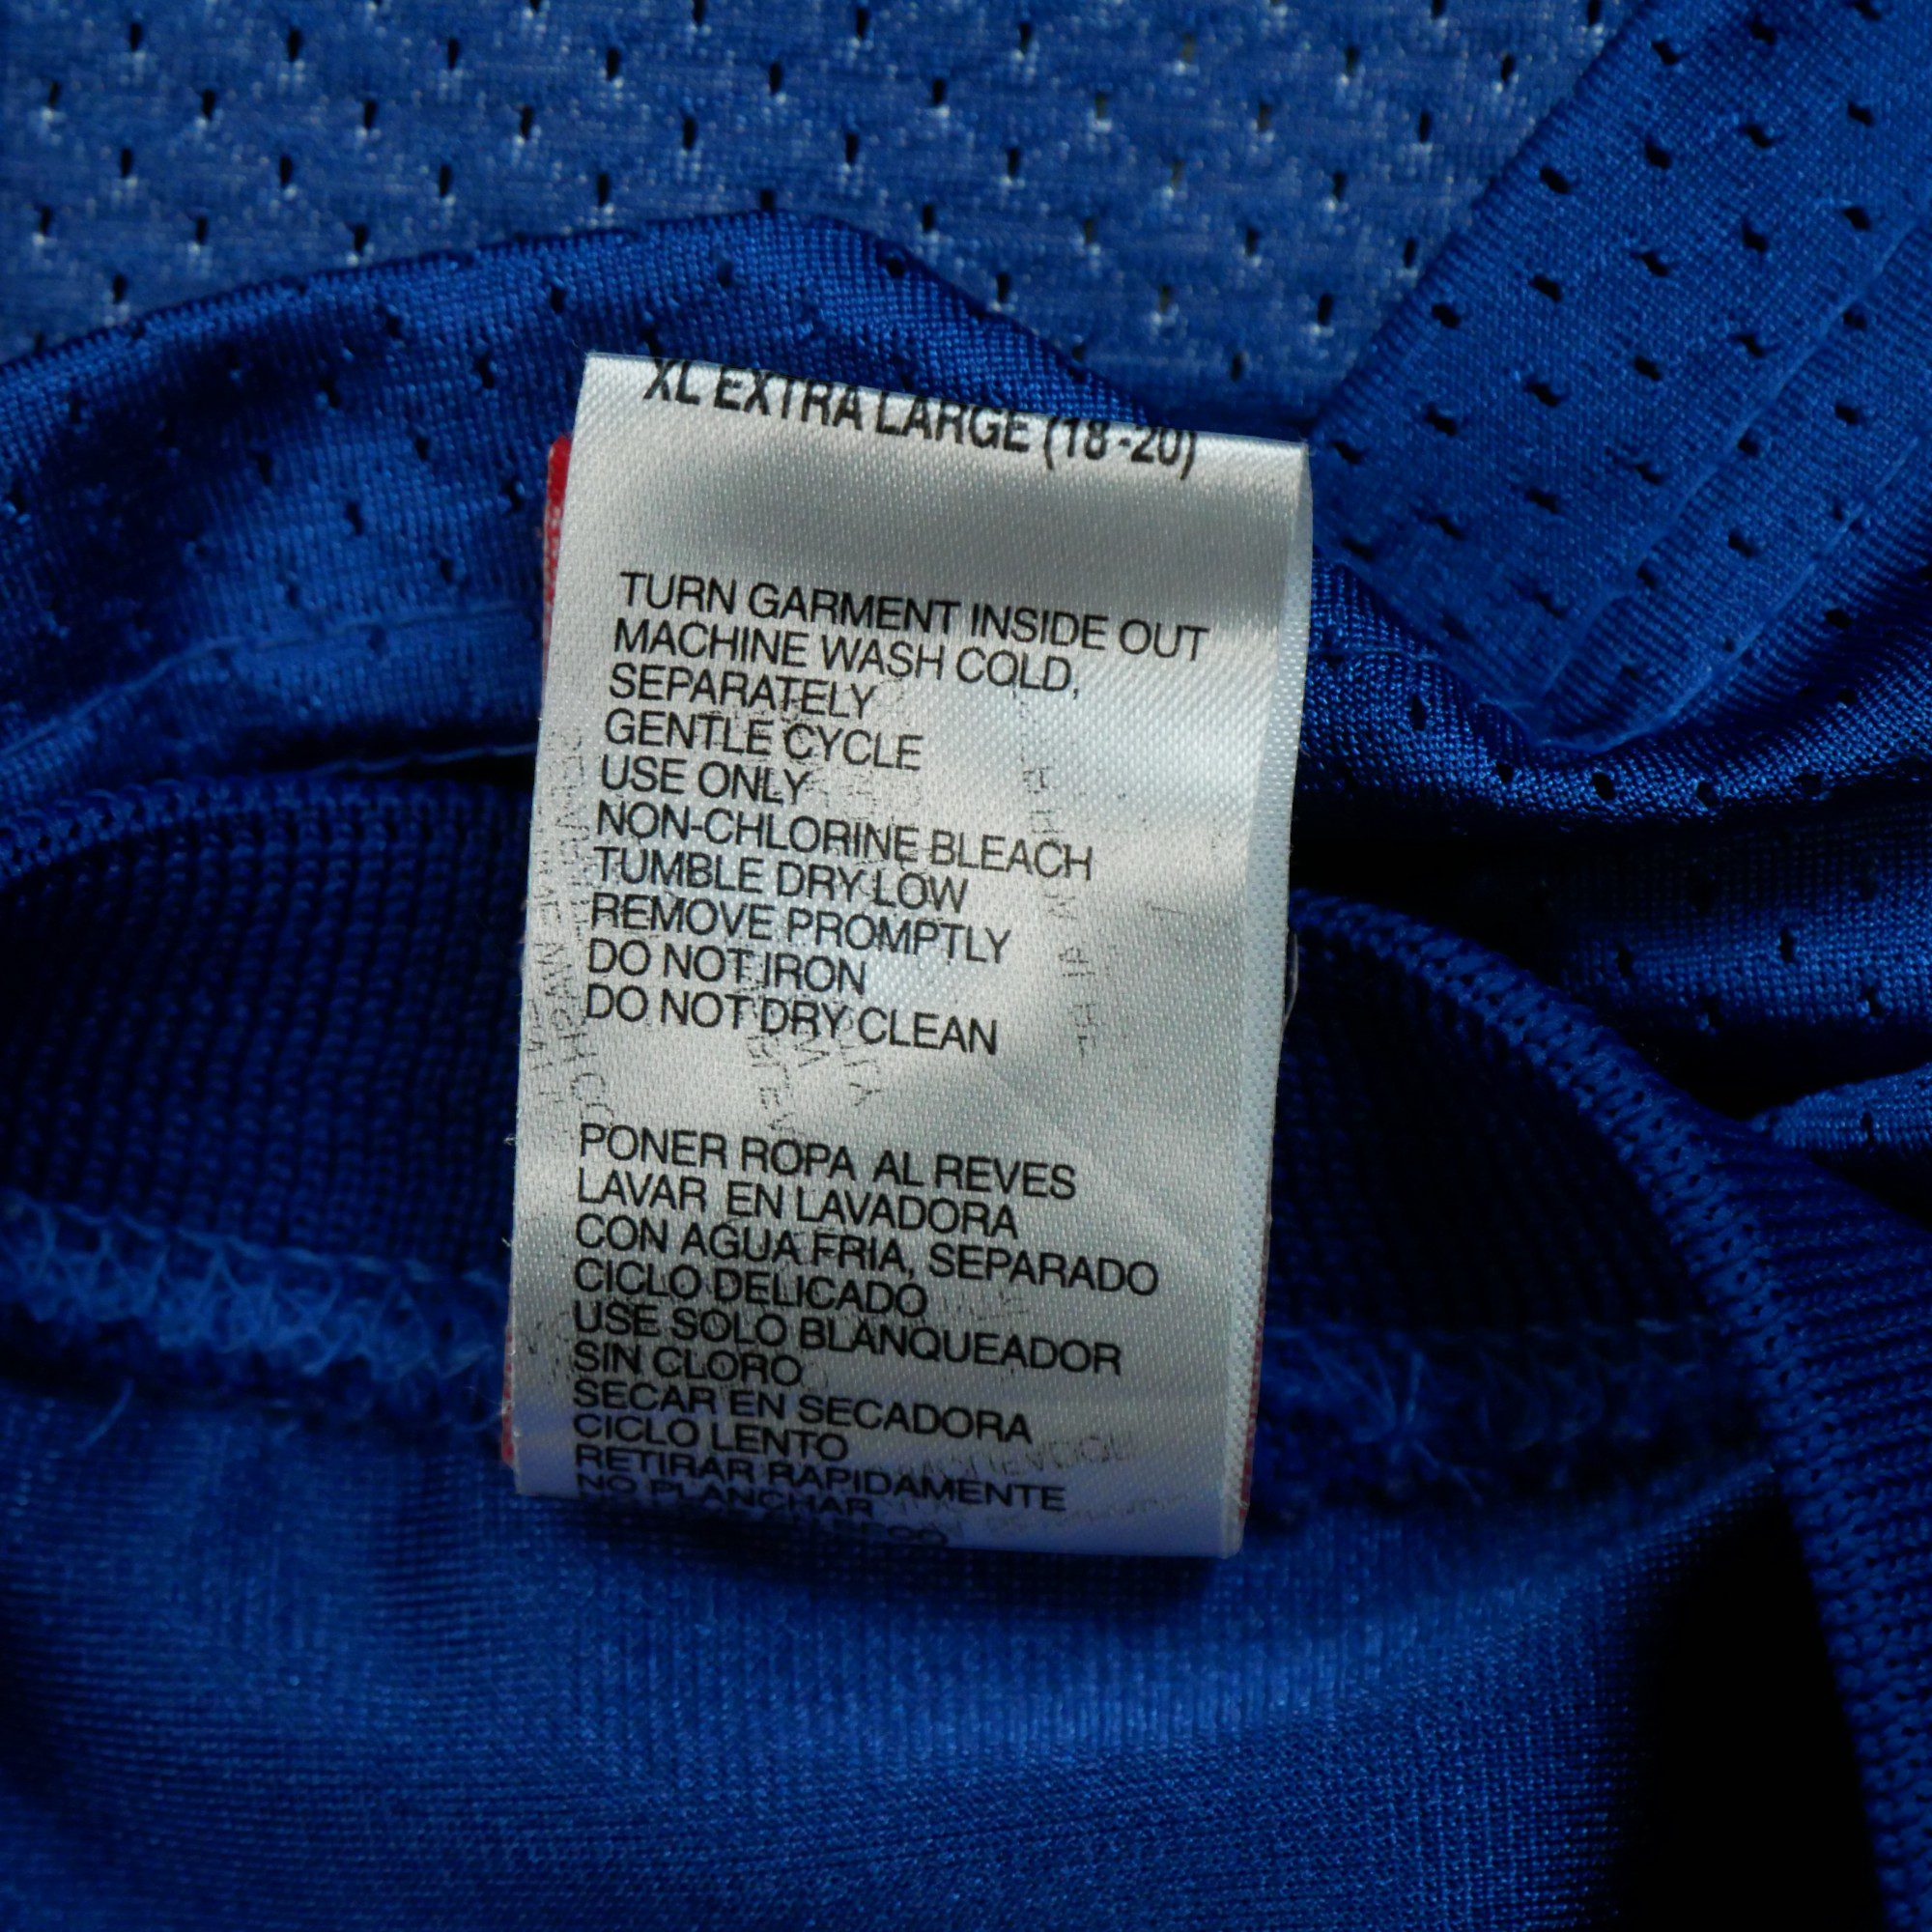 XL EXTRA LARGE (18-20)
TURN GARMENT INSIDE OUT
MACHINE WASH COLD,
SEPARATELY
GENTLE CYCLE
USE ONLY
NON-CHLORINE BLEACH
TUMBLE DRY LOW
REMOVE PROMPTLY
DO NOT IRON
DO NOT DRY CLEAN
PONER ROPA AL REVES
LAVAR EN LAVADORA
CON AGUA FRIA, SEPARADO
CICLO DELICADO
USE SOLO BLANQUEADOR
SIN CLORO
SECAR EN SECADORA
CICLO LENTO
RETIRAR RAPIDAMENTE
NO PLANCHAR